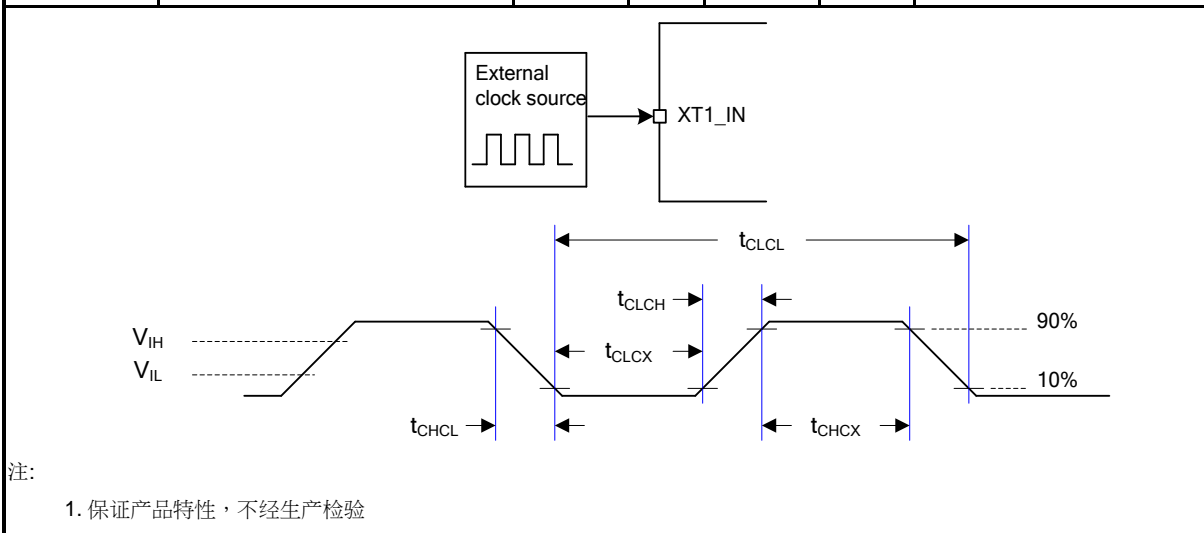 External
clock source
XT1_IN
tCLCL
tCLCH
90%
VIH
tCLCX
VIL
10%
tCHCL
tCHCX
注:
1. 保证产品特性，不经生产检验